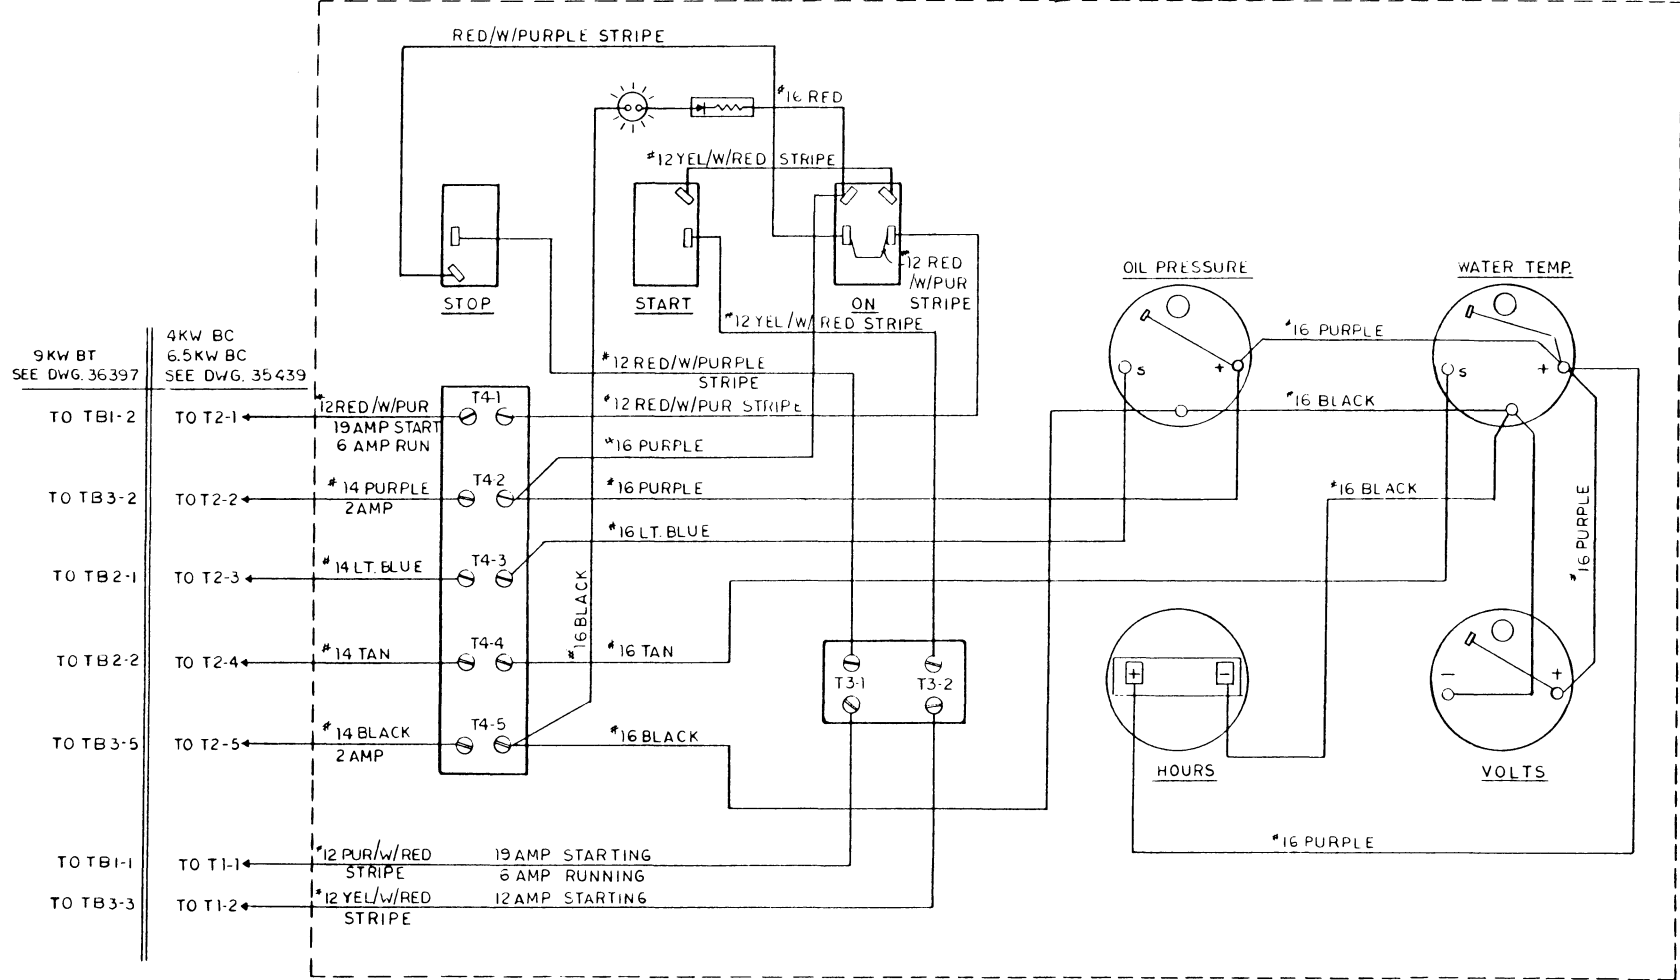 RED/W/PURPLE STRIPE
#16 RED
#12 YEL/W/RED STRIPE
STOP
START
ON
#12 RED
/W/PUR
STRIPE
#12 YEL/W/RED STRIPE
OIL PRESSURE
WATER TEMP.
9KW BT
SEE DWG. 36397
4KW BC
6.5KW BC
SEE DWG. 35439
#12 RED/W/PURPLE
STRIPE
#16 PURPLE
S
+
S
+
TO TB1-2
TO T2-1
#12RED/W/PUR
19 AMP START
6 AMP RUN
T4-1
#12 RED/W/PUR STRIPE
#16 BLACK
#16 PURPLE
TO TB3-2
TO T2-2
#14 PURPLE
2AMP
T4-2
#16 PURPLE
#16 BLACK
#16 PURPLE
#16 LT. BLUE
TO TB2-1
TO T2-3
#14 LT. BLUE
T4-3
#16 BLACK
TO TB2-2
TO T2-4
#14 TAN
T4-4
#16 TAN
T3-1
T3-2
+
−
−
+
TO TB3-5
TO T2-5
#14 BLACK
2 AMP
T4-5
#16 BLACK
HOURS
VOLTS
#16 PURPLE
TO TB1-1
TO T1-1
#12 PUR/W/RED
STRIPE
19 AMP STARTING
6 AMP RUNNING
TO TB3-3
TO T1-2
#12 YEL/W/RED
STRIPE
12 AMP STARTING